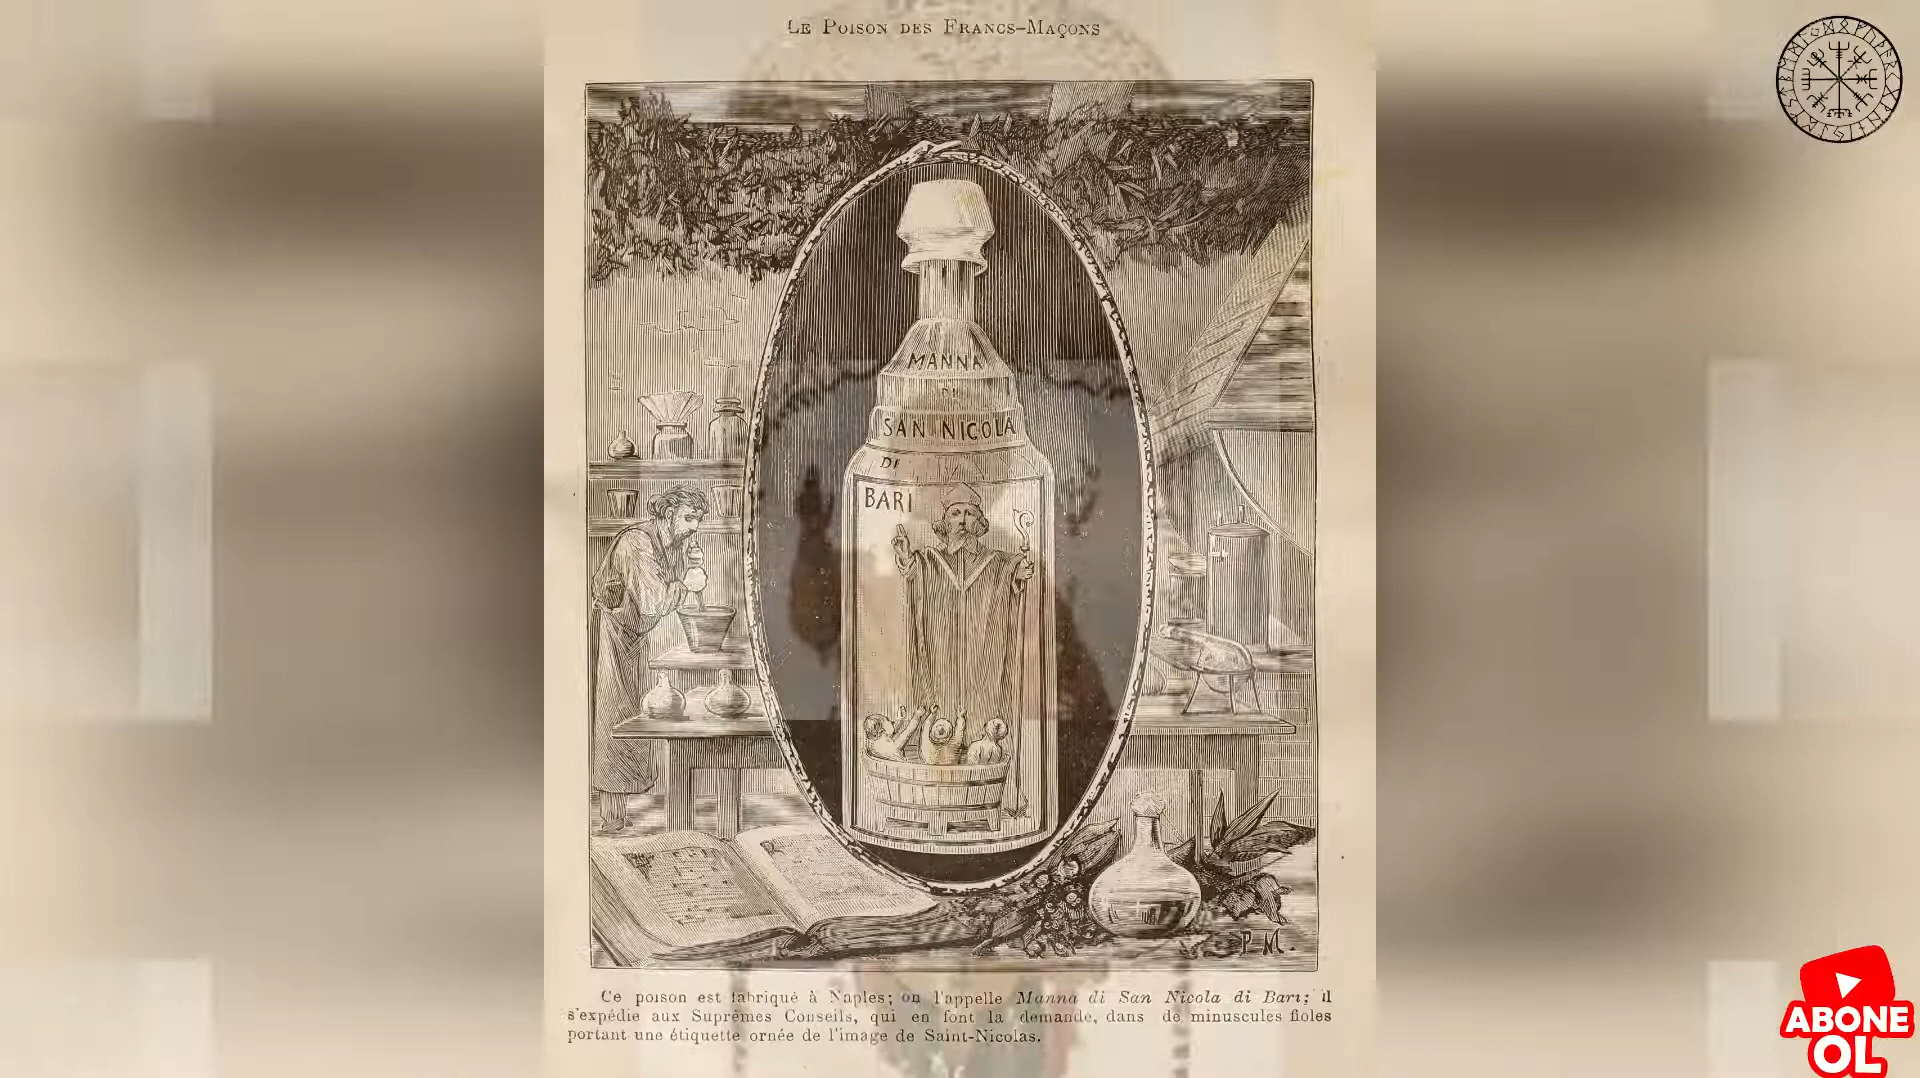 Le Poison des Francs-Maçons
MANNA
DI
SAN NICOLA
DI
BARI
P M.
Ce poison est fabriqué à Naples; on l'appelle Manna di San Nicola di Bari; il
s'expédie aux Suprêmes Conseils, qui en font la demande, dans de minuscules fioles
portant une étiquette ornée de l'image de Saint-Nicolas.
ABONE
OL